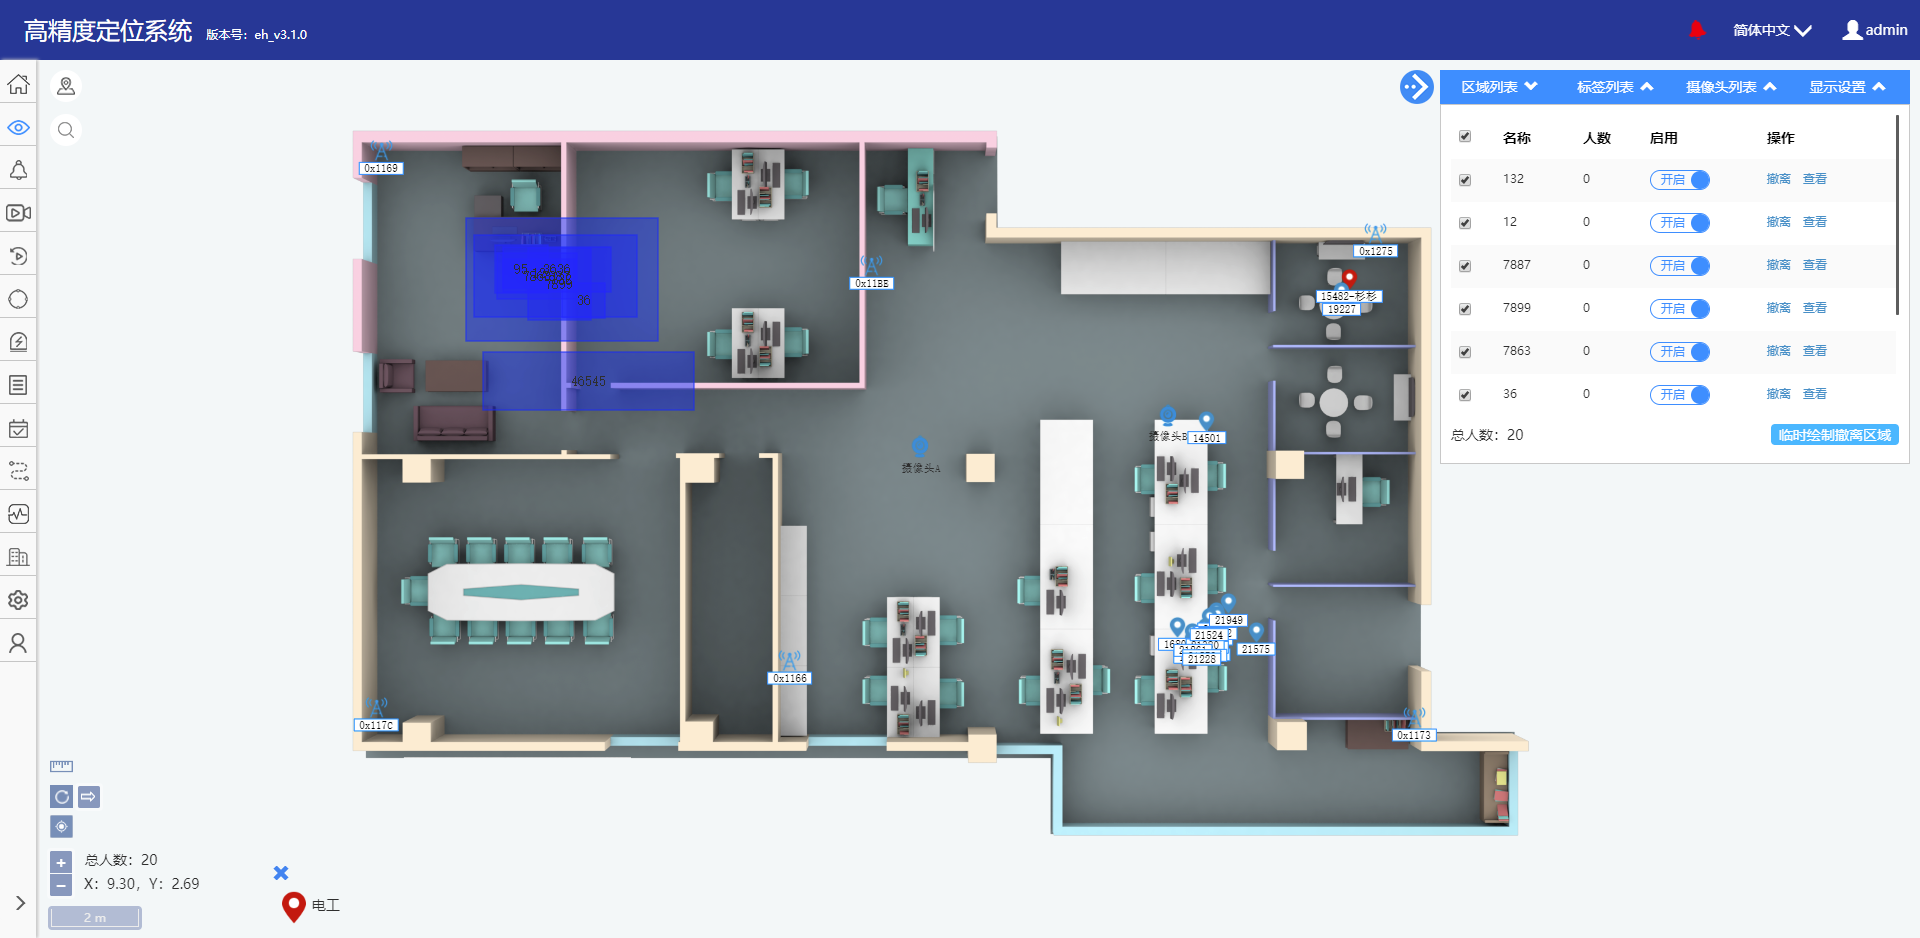 高精度定位系统 版本号：eh_v3.1.0
简体中文
admin
区域列表 标签列表 摄像头列表 显示设置
名称 人数 启用 操作
132 0 开启 撤离 查看
12 0 开启 撤离 查看
7887 0 开启 撤离 查看
7899 0 开启 撤离 查看
7863 0 开启 撤离 查看
36 0 开启 撤离 查看
总人数：20
临时绘制撤离区域
0x1169
0x1275
0x11BE
15482-杉杉
19227
95
36
46545
摄像头B
14501
摄像头A
21949
21524
21575
21228
0x1166
0x117C
0x1173
总人数：20
X：9.30，Y：2.69
2 m
电工